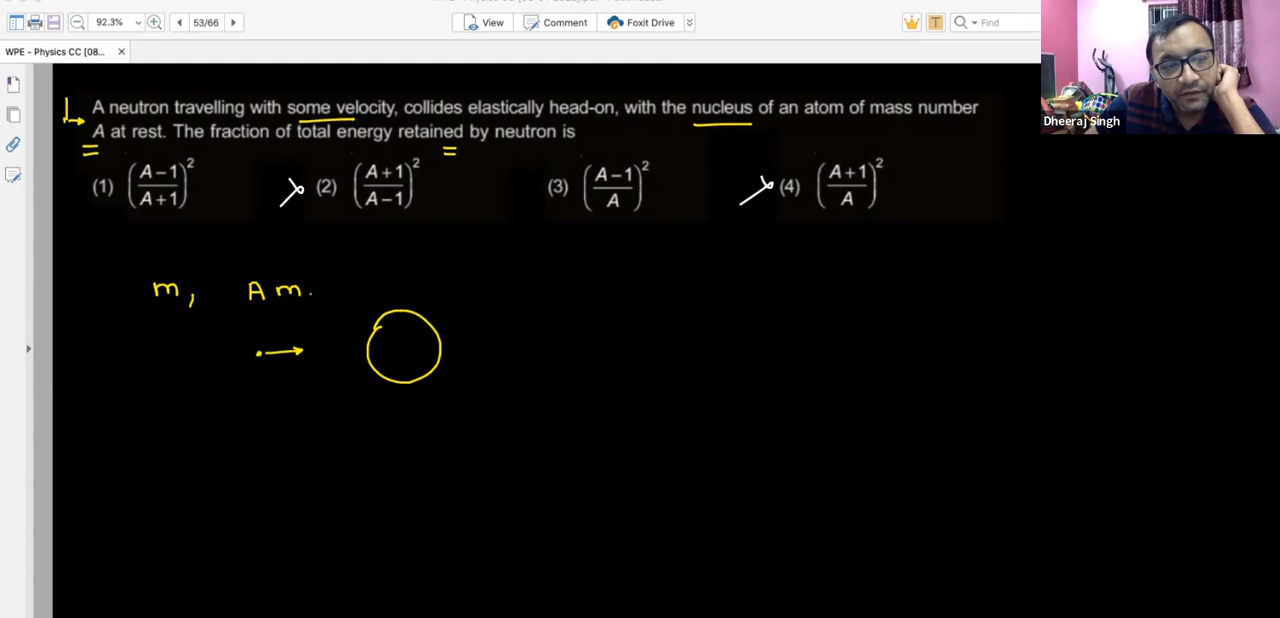 92.3%
53/66
View
Comment
Foxit Drive
T
Find
WPE - Physics CC [08... ×
Dheeraj Singh
A neutron travelling with some velocity, collides elastically head-on, with the nucleus of an atom of mass number
A at rest. The fraction of total energy retained by neutron is
(1) ((A−1)/(A+1))² (2) ((A+1)/(A−1))² (3) ((A−1)/A)² (4) ((A+1)/A)²
m, Am.